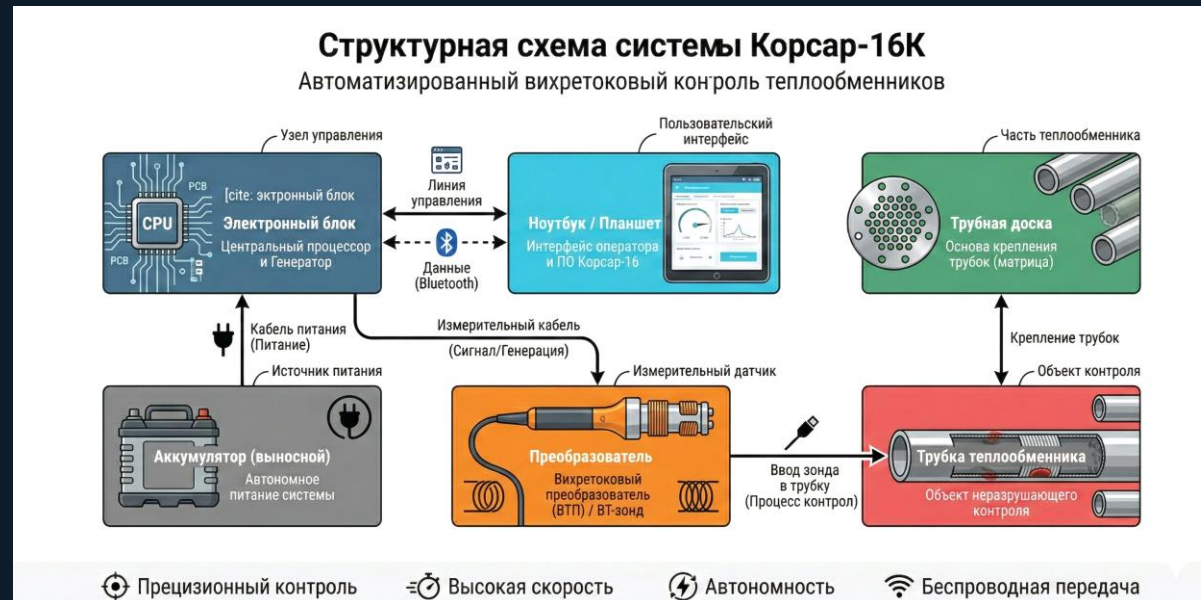 Структурная схема системы Корсар-16К
Автоматизированный вихретоковый контроль теплообменников
Узел управления
PCB
CPU
PCB
[cite: эктронный блок
Электронный блок
Центральный процессор
и Генератор
Линия
управления
Данные
(Bluetooth)
Пользовательский
интерфейс
Ноутбук / Планшет
Интерфейс оператора
и ПО Корсар-16
Часть теплообменника
Трубная доска
Основа крепления
трубок (матрица)
Кабель питания
(Питание)
Измерительный кабель
(Сигнал/Генерация)
Крепление трубок
Источник питания
Аккумулятор (выносной)
Автономное
питание системы
Измерительный датчик
Преобразователь
Вихретоковый
преобразователь
(ВТП) / ВТ-зонд
Ввод зонда
в трубку
(Процесс контрол)
Объект контроля
Трубка теплообменника
Объект неразрушающего
контроля
Прецизионный контроль
Высокая скорость
Автономность
Беспроводная передача